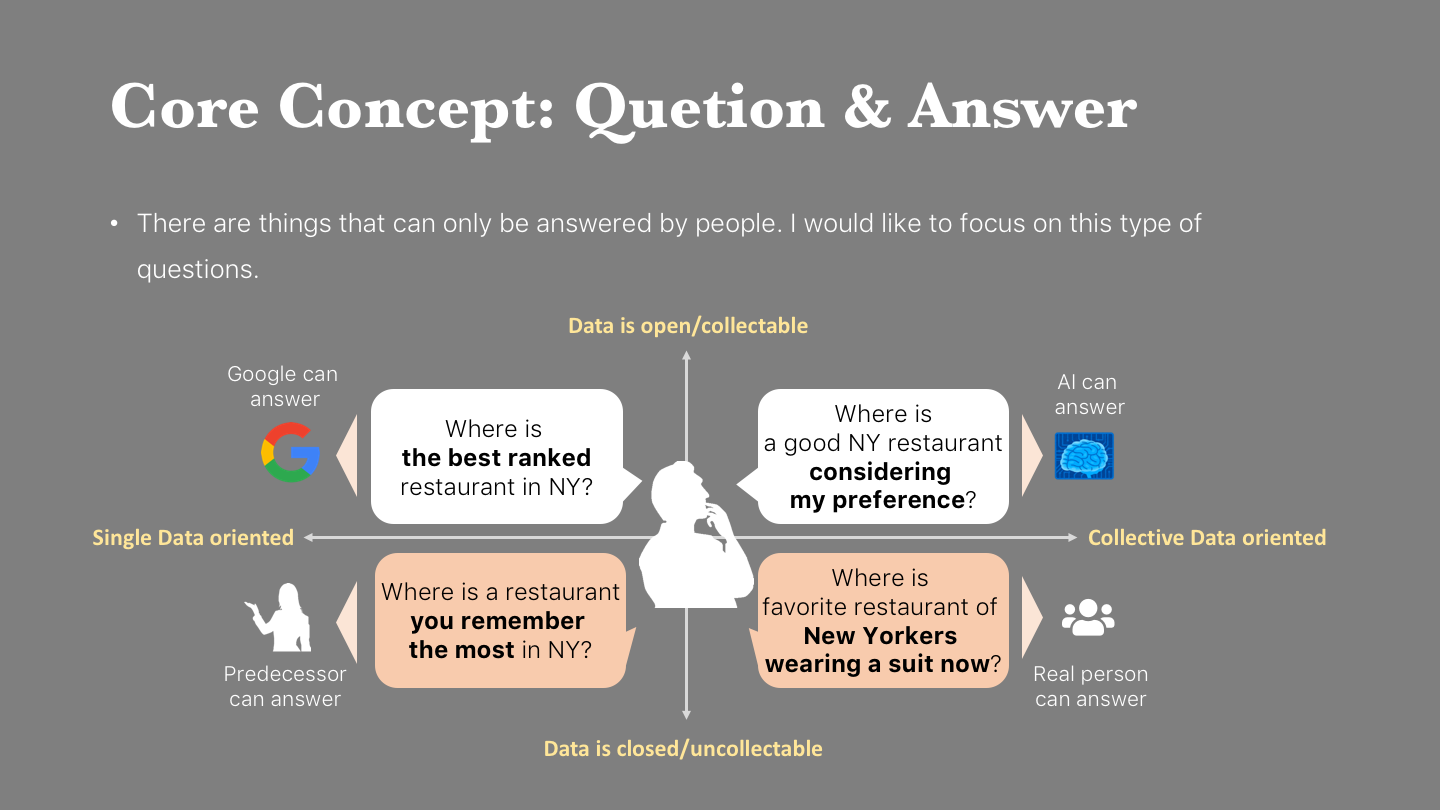 Core Concept: Quetion & Answer
• There are things that can only be answered by people. I would like to focus on this type of
questions.
Data is open/collectable
Google can
answer
Where is
the best ranked
restaurant in NY?
Where is
a good NY restaurant
considering
my preference?
AI can
answer
Single Data oriented
Collective Data oriented
Where is a restaurant
you remember
the most in NY?
Predecessor
can answer
Where is
favorite restaurant of
New Yorkers
wearing a suit now?
Real person
can answer
Data is closed/uncollectable